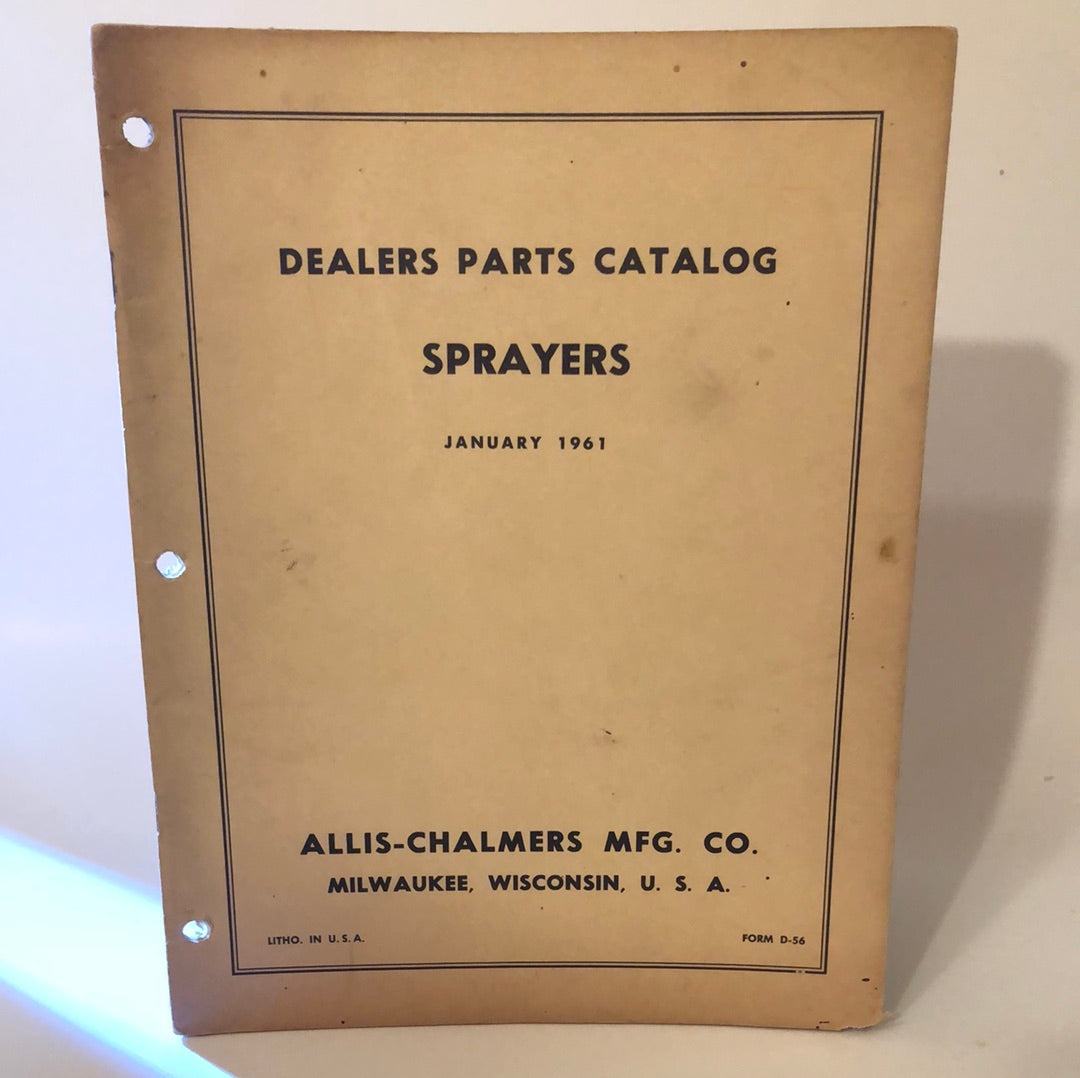 DEALERS PARTS CATALOG
SPRAYERS
JANUARY 1961
ALLIS-CHALMERS MFG. CO.
MILWAUKEE, WISCONSIN, U. S. A.
LITHO. IN U. S. A. FORM D-56